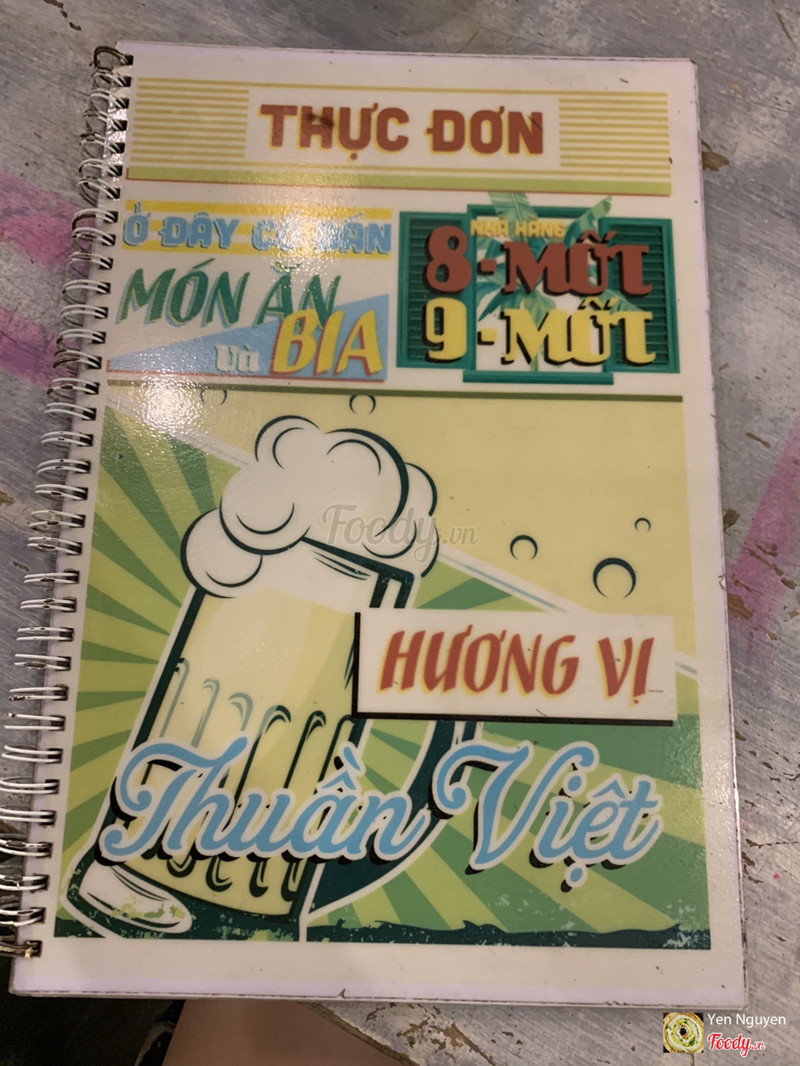 THỰC ĐƠN
Ở ĐÂY CÓ BÁN
MÓN ĂN
và BIA
NHÀ HÀNG
8-MỐT
9-MỐT
Foody.vn
HƯƠNG VỊ
Thuần Việt
Yen Nguyen
Foody.vn